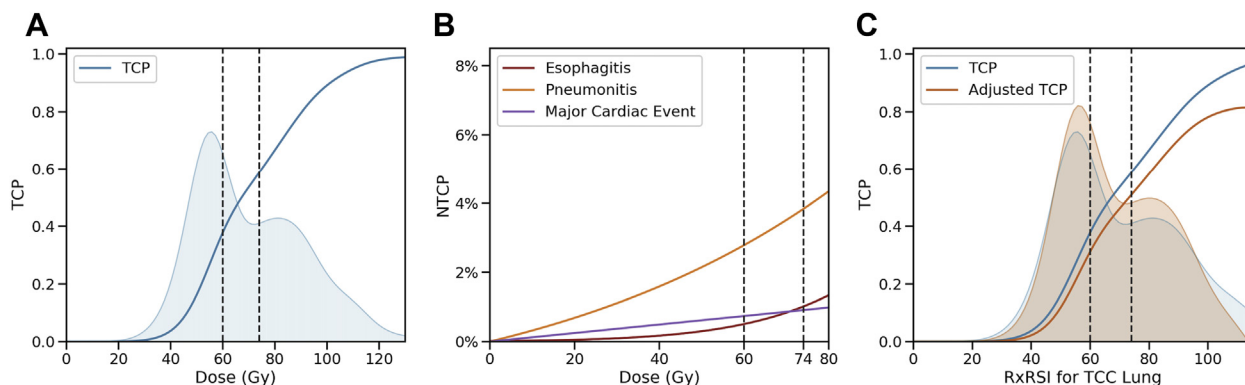 A
TCP
1.0
0.8
0.6
0.4
0.2
0.0
TCP
0 20 40 60 80 100 120
Dose (Gy)
B
Esophagitis
Pneumonitis
Major Cardiac Event
8%
6%
4%
2%
0%
NTCP
0 20 40 60 74 80
Dose (Gy)
C
TCP
Adjusted TCP
1.0
0.8
0.6
0.4
0.2
0.0
TCP
0 20 40 60 80 100
RxRSI for TCC Lung